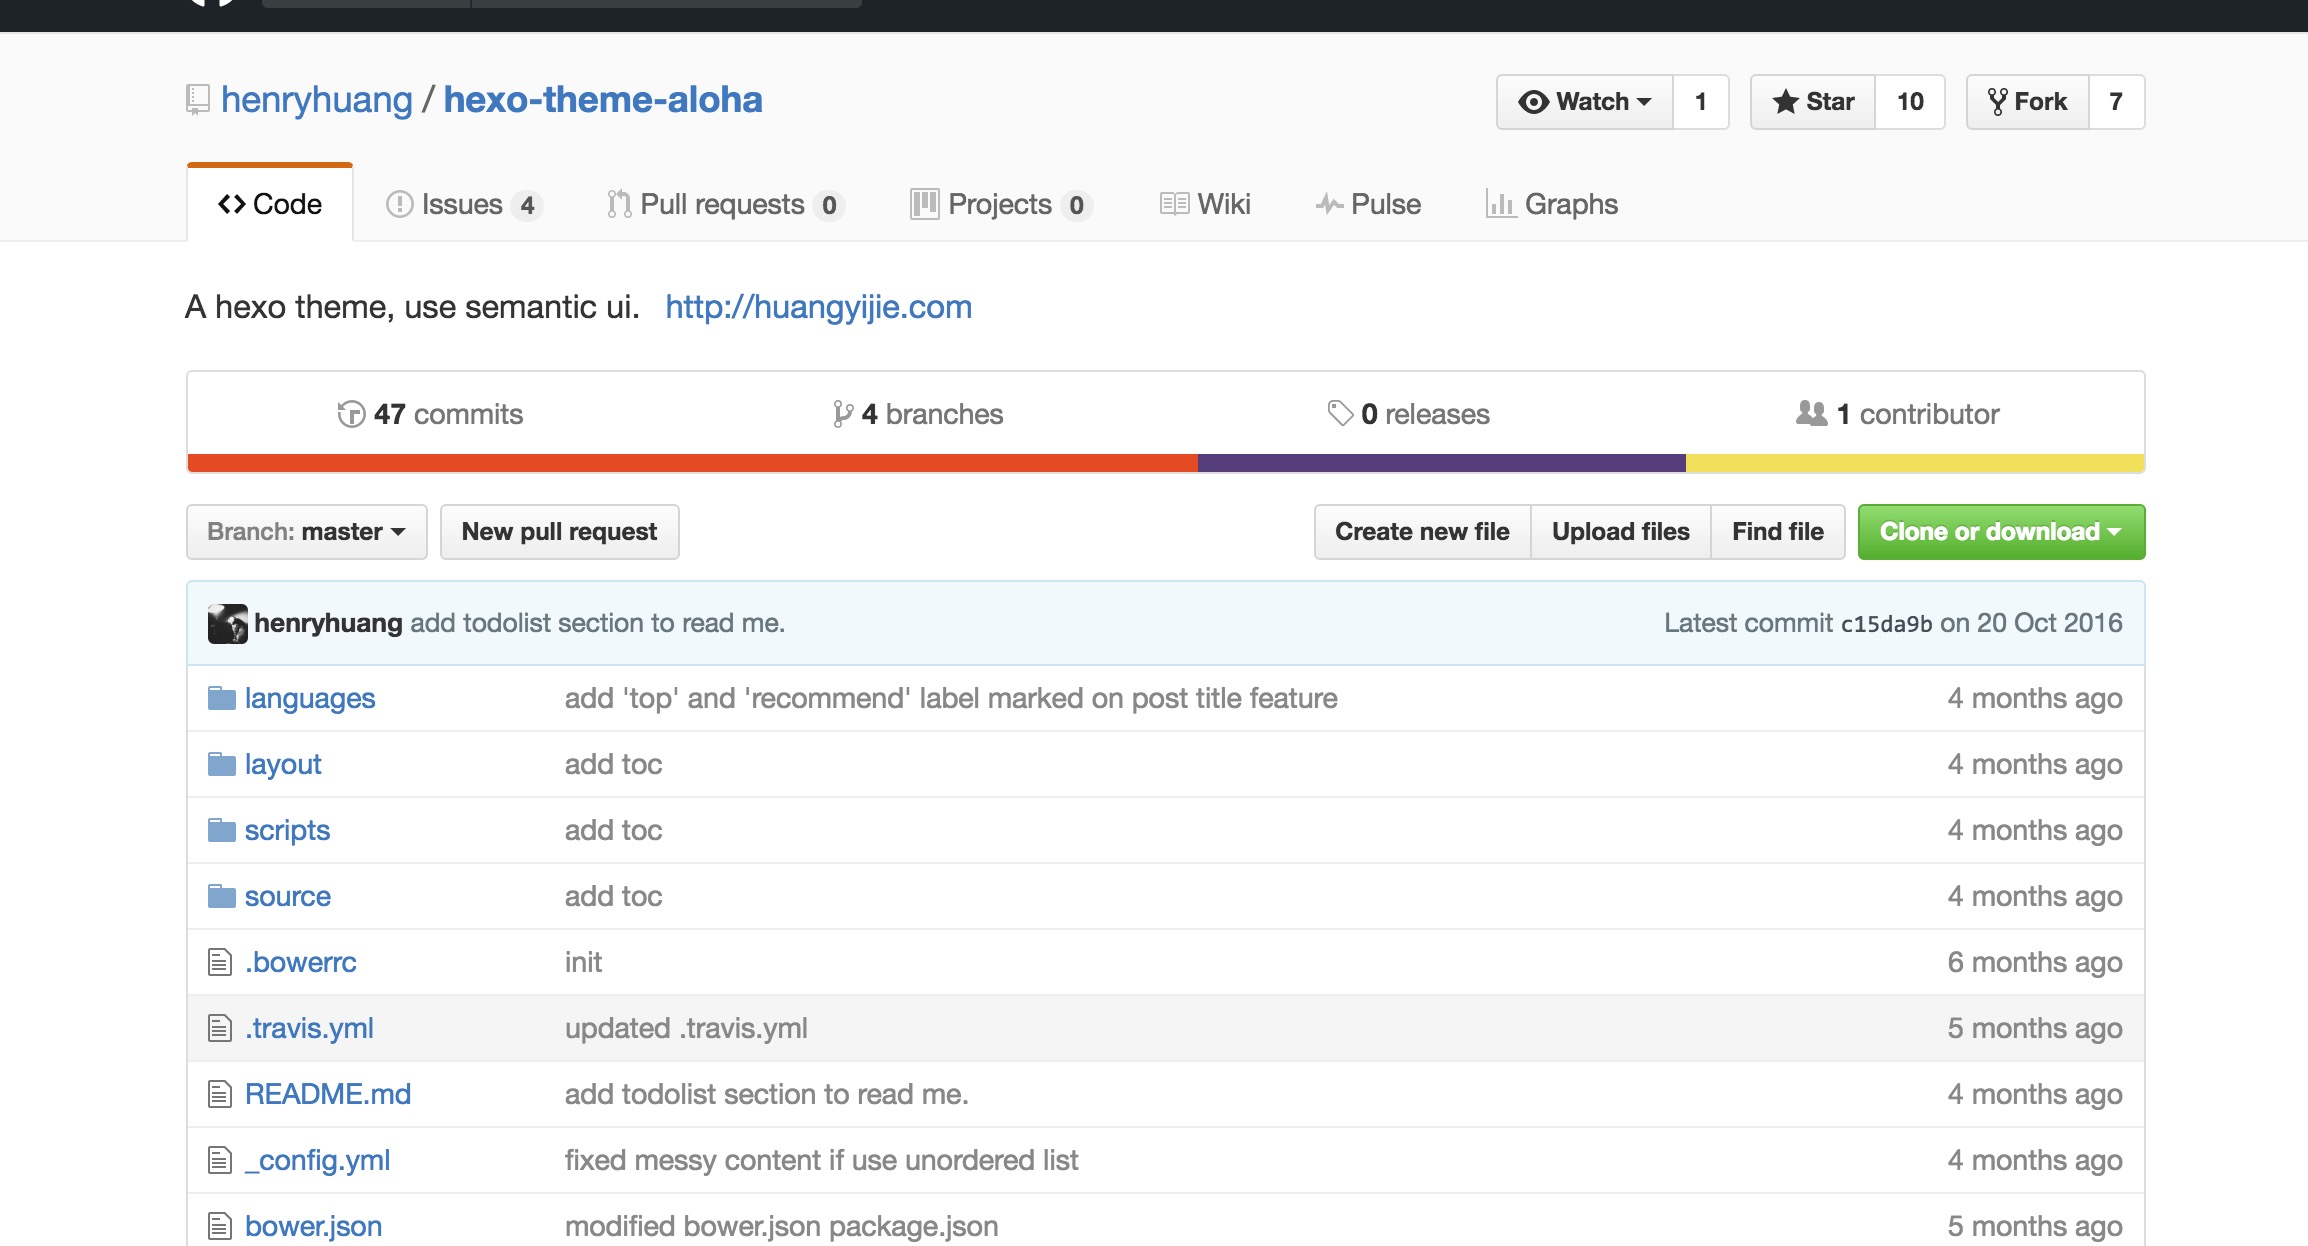 henryhuang / hexo-theme-aloha
Watch 1 Star 10 Fork 7
Code Issues 4 Pull requests 0 Projects 0 Wiki Pulse Graphs
A hexo theme, use semantic ui. http://huangyijie.com
47 commits 4 branches 0 releases 1 contributor
Branch: master New pull request Create new file Upload files Find file Clone or download
henryhuang add todolist section to read me. Latest commit c15da9b on 20 Oct 2016
languages add 'top' and 'recommend' label marked on post title feature 4 months ago
layout add toc 4 months ago
scripts add toc 4 months ago
source add toc 4 months ago
.bowerrc init 6 months ago
.travis.yml updated .travis.yml 5 months ago
README.md add todolist section to read me. 4 months ago
_config.yml fixed messy content if use unordered list 4 months ago
bower.json modified bower.json package.json 5 months ago